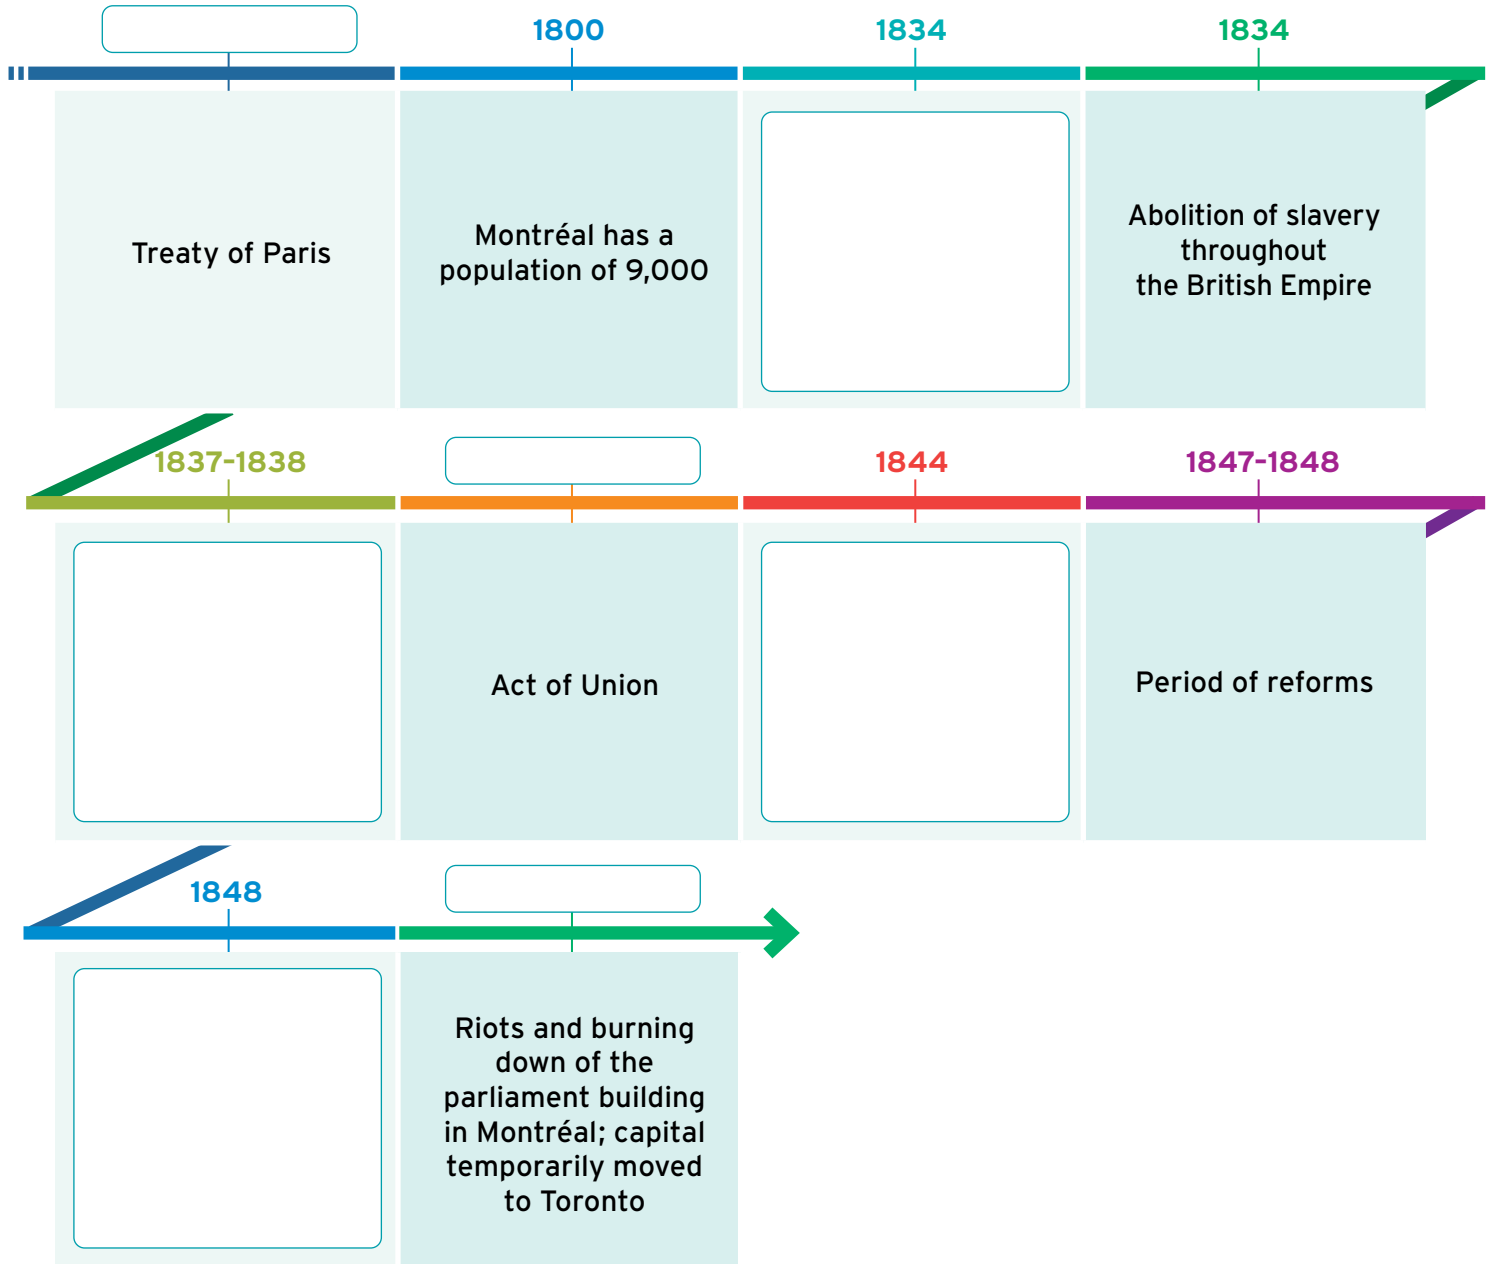 1800
1834
1834
Treaty of Paris
Montréal has a
population of 9,000
Abolition of slavery
throughout
the British Empire
1837-1838
1844
1847-1848
Act of Union
Period of reforms
1848
Riots and burning
down of the
parliament building
in Montréal; capital
temporarily moved
to Toronto